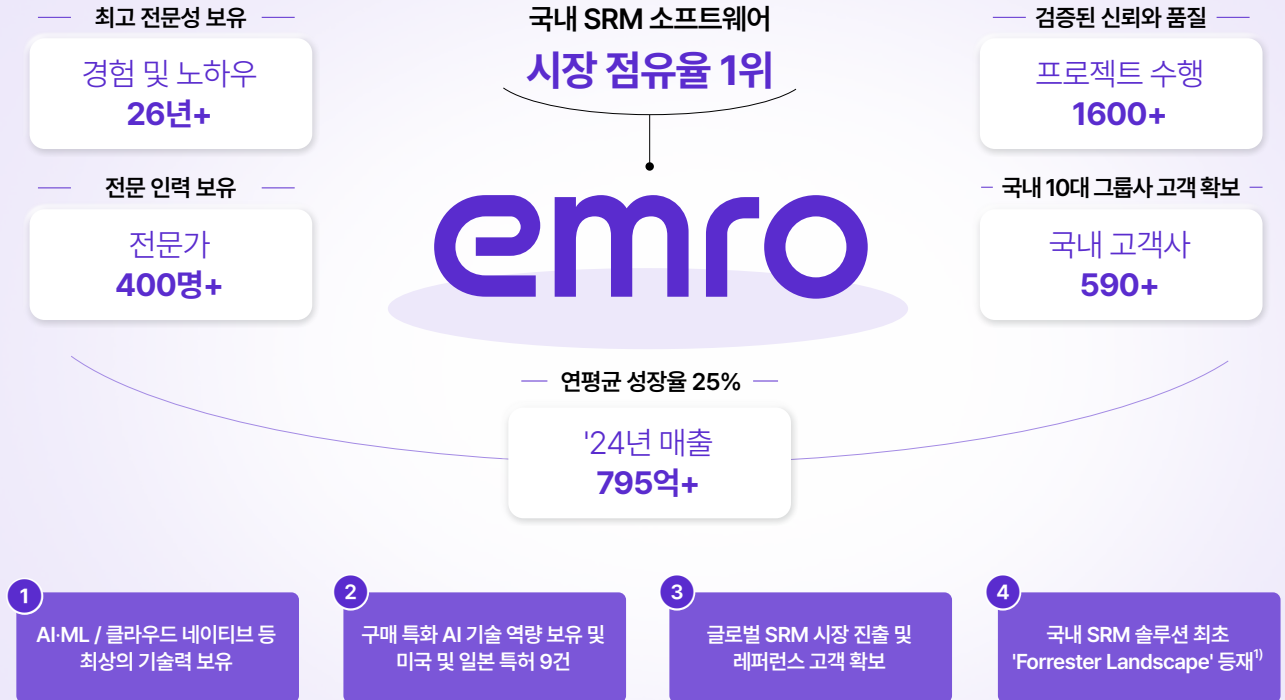 최고 전문성 보유
경험 및 노하우
26년+
전문 인력 보유
전문가
400명+
국내 SRM 소프트웨어
시장 점유율 1위
emro
검증된 신뢰와 품질
프로젝트 수행
1600+
국내 10대 그룹사 고객 확보
국내 고객사
590+
연평균 성장율 25%
'24년 매출
795억+
1
AI·ML / 클라우드 네이티브 등
최상의 기술력 보유
2
구매 특화 AI 기술 역량 보유 및
미국 및 일본 특허 9건
3
글로벌 SRM 시장 진출 및
레퍼런스 고객 확보
4
국내 SRM 솔루션 최초
'Forrester Landscape' 등재1)